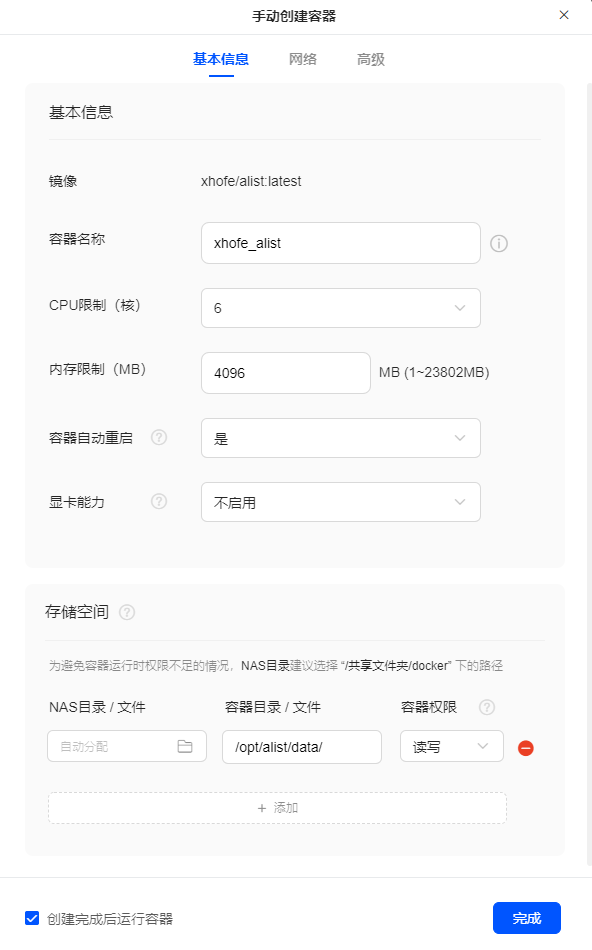 手动创建容器
基本信息 网络 高级
基本信息
镜像 xhofe/alist:latest
容器名称 xhofe_alist
CPU限制（核） 6
内存限制（MB） 4096 MB (1~23802MB)
容器自动重启 是
显卡能力 不启用
存储空间
为避免容器运行时权限不足的情况，NAS目录建议选择 “/共享文件夹/docker” 下的路径
NAS目录 / 文件 容器目录 / 文件 容器权限
自动分配 /opt/alist/data/ 读写
+ 添加
创建完成后运行容器 完成